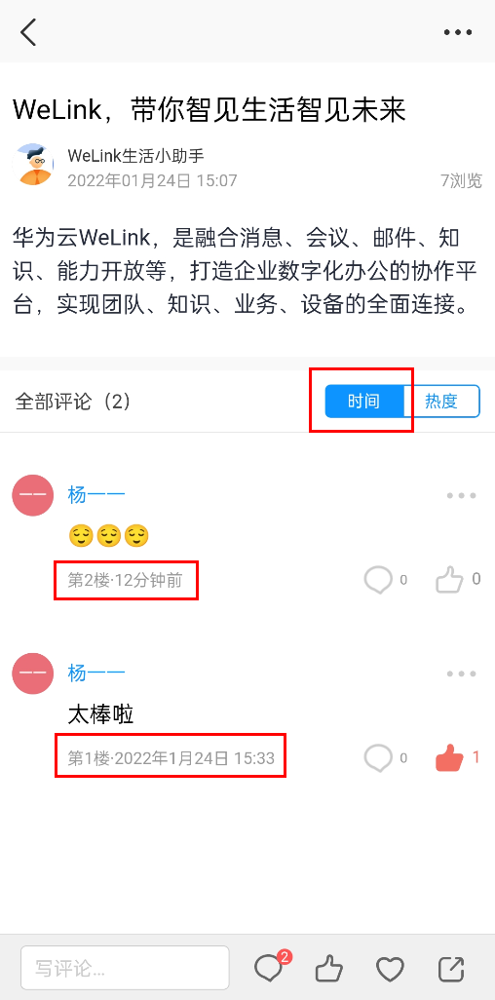 WeLink，带你智见生活智见未来
WeLink生活小助手
2022年01月24日 15:07
7浏览
华为云WeLink，是融合消息、会议、邮件、知
识、能力开放等，打造企业数字化办公的协作平
台，实现团队、知识、业务、设备的全面连接。
全部评论（2）
时间
热度
一一
杨一一
😌😌😌
第2楼·12分钟前
0
0
一一
杨一一
太棒啦
第1楼·2022年1月24日 15:33
0
1
写评论...
2